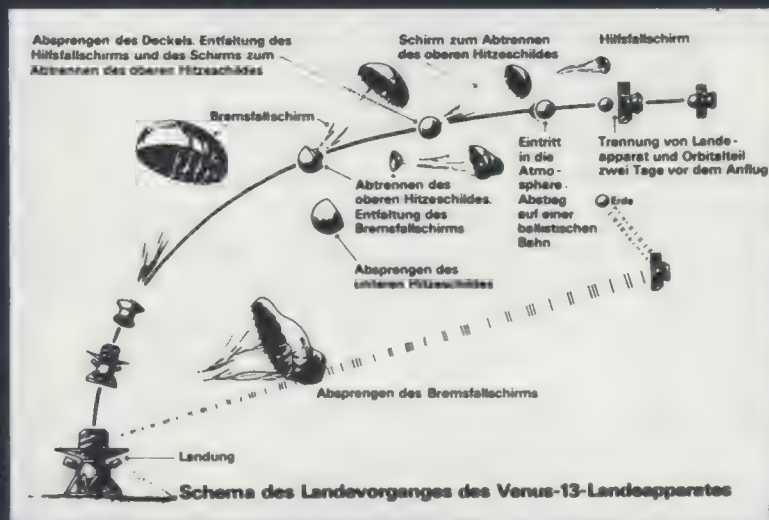 Absprengen des Deckels. Entfaltung des
Hilfsfallschirms und des Schirms zum
Abtrennen des oberen Hitzeschildes
Schirm zum Abtrennen
des oberen Hitzeschildes
Hilfsfallschirm
Bremsfallschirm
Eintritt
in die
Atmo-
sphäre.
Abstieg
auf einer
ballistischen
Bahn
Trennung von Lande-
apparat und Orbitalteil
zwei Tage vor dem Anflug
Erde
Abtrennen des
oberen Hitzeschildes.
Entfaltung des
Bremsfallschirms
Absprengen des
unteren Hitzeschildes
Absprengen des Bremsfallschirms
Landung
Schema des Landevorganges des Venus-13-Landeapparates